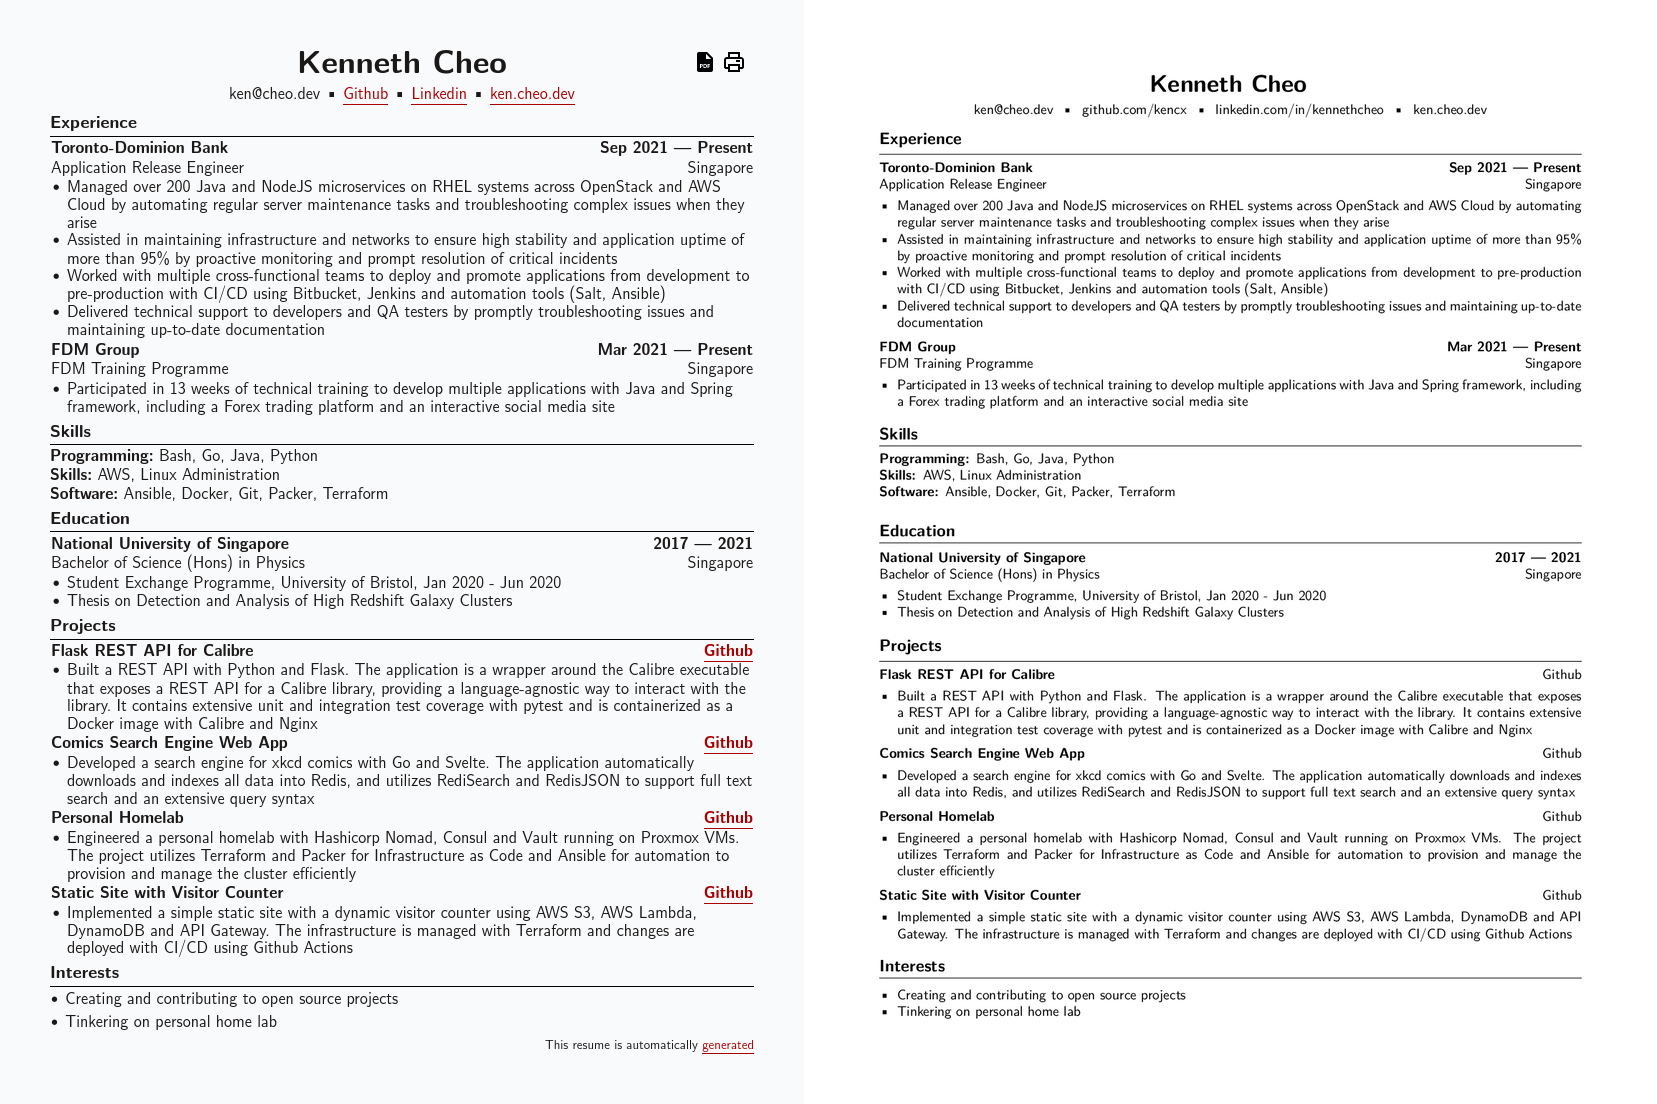 Kenneth Cheo
PDF
ken@cheo.dev ▪ Github ▪ Linkedin ▪ ken.cheo.dev
Experience
Toronto-Dominion Bank Sep 2021 — Present
Application Release Engineer Singapore
• Managed over 200 Java and NodeJS microservices on RHEL systems across OpenStack and AWS
Cloud by automating regular server maintenance tasks and troubleshooting complex issues when they
arise
• Assisted in maintaining infrastructure and networks to ensure high stability and application uptime of
more than 95% by proactive monitoring and prompt resolution of critical incidents
• Worked with multiple cross-functional teams to deploy and promote applications from development to
pre-production with CI/CD using Bitbucket, Jenkins and automation tools (Salt, Ansible)
• Delivered technical support to developers and QA testers by promptly troubleshooting issues and
maintaining up-to-date documentation
FDM Group Mar 2021 — Present
FDM Training Programme Singapore
• Participated in 13 weeks of technical training to develop multiple applications with Java and Spring
framework, including a Forex trading platform and an interactive social media site
Skills
Programming: Bash, Go, Java, Python
Skills: AWS, Linux Administration
Software: Ansible, Docker, Git, Packer, Terraform
Education
National University of Singapore 2017 — 2021
Bachelor of Science (Hons) in Physics Singapore
• Student Exchange Programme, University of Bristol, Jan 2020 - Jun 2020
• Thesis on Detection and Analysis of High Redshift Galaxy Clusters
Projects
Flask REST API for Calibre Github
• Built a REST API with Python and Flask. The application is a wrapper around the Calibre executable
that exposes a REST API for a Calibre library, providing a language-agnostic way to interact with the
library. It contains extensive unit and integration test coverage with pytest and is containerized as a
Docker image with Calibre and Nginx
Comics Search Engine Web App Github
• Developed a search engine for xkcd comics with Go and Svelte. The application automatically
downloads and indexes all data into Redis, and utilizes RediSearch and RedisJSON to support full text
search and an extensive query syntax
Personal Homelab Github
• Engineered a personal homelab with Hashicorp Nomad, Consul and Vault running on Proxmox VMs.
The project utilizes Terraform and Packer for Infrastructure as Code and Ansible for automation to
provision and manage the cluster efficiently
Static Site with Visitor Counter Github
• Implemented a simple static site with a dynamic visitor counter using AWS S3, AWS Lambda,
DynamoDB and API Gateway. The infrastructure is managed with Terraform and changes are
deployed with CI/CD using Github Actions
Interests
• Creating and contributing to open source projects
• Tinkering on personal home lab
This resume is automatically generated
Kenneth Cheo
ken@cheo.dev ▪ github.com/kencx ▪ linkedin.com/in/kennethcheo ▪ ken.cheo.dev
Experience
Toronto-Dominion Bank Sep 2021 — Present
Application Release Engineer Singapore
▪ Managed over 200 Java and NodeJS microservices on RHEL systems across OpenStack and AWS Cloud by automating
regular server maintenance tasks and troubleshooting complex issues when they arise
▪ Assisted in maintaining infrastructure and networks to ensure high stability and application uptime of more than 95%
by proactive monitoring and prompt resolution of critical incidents
▪ Worked with multiple cross-functional teams to deploy and promote applications from development to pre-production
with CI/CD using Bitbucket, Jenkins and automation tools (Salt, Ansible)
▪ Delivered technical support to developers and QA testers by promptly troubleshooting issues and maintaining up-to-date
documentation
FDM Group Mar 2021 — Present
FDM Training Programme Singapore
▪ Participated in 13 weeks of technical training to develop multiple applications with Java and Spring framework, including
a Forex trading platform and an interactive social media site
Skills
Programming: Bash, Go, Java, Python
Skills: AWS, Linux Administration
Software: Ansible, Docker, Git, Packer, Terraform
Education
National University of Singapore 2017 — 2021
Bachelor of Science (Hons) in Physics Singapore
▪ Student Exchange Programme, University of Bristol, Jan 2020 - Jun 2020
▪ Thesis on Detection and Analysis of High Redshift Galaxy Clusters
Projects
Flask REST API for Calibre Github
▪ Built a REST API with Python and Flask. The application is a wrapper around the Calibre executable that exposes
a REST API for a Calibre library, providing a language-agnostic way to interact with the library. It contains extensive
unit and integration test coverage with pytest and is containerized as a Docker image with Calibre and Nginx
Comics Search Engine Web App Github
▪ Developed a search engine for xkcd comics with Go and Svelte. The application automatically downloads and indexes
all data into Redis, and utilizes RediSearch and RedisJSON to support full text search and an extensive query syntax
Personal Homelab Github
▪ Engineered a personal homelab with Hashicorp Nomad, Consul and Vault running on Proxmox VMs. The project
utilizes Terraform and Packer for Infrastructure as Code and Ansible for automation to provision and manage the
cluster efficiently
Static Site with Visitor Counter Github
▪ Implemented a simple static site with a dynamic visitor counter using AWS S3, AWS Lambda, DynamoDB and API
Gateway. The infrastructure is managed with Terraform and changes are deployed with CI/CD using Github Actions
Interests
▪ Creating and contributing to open source projects
▪ Tinkering on personal home lab